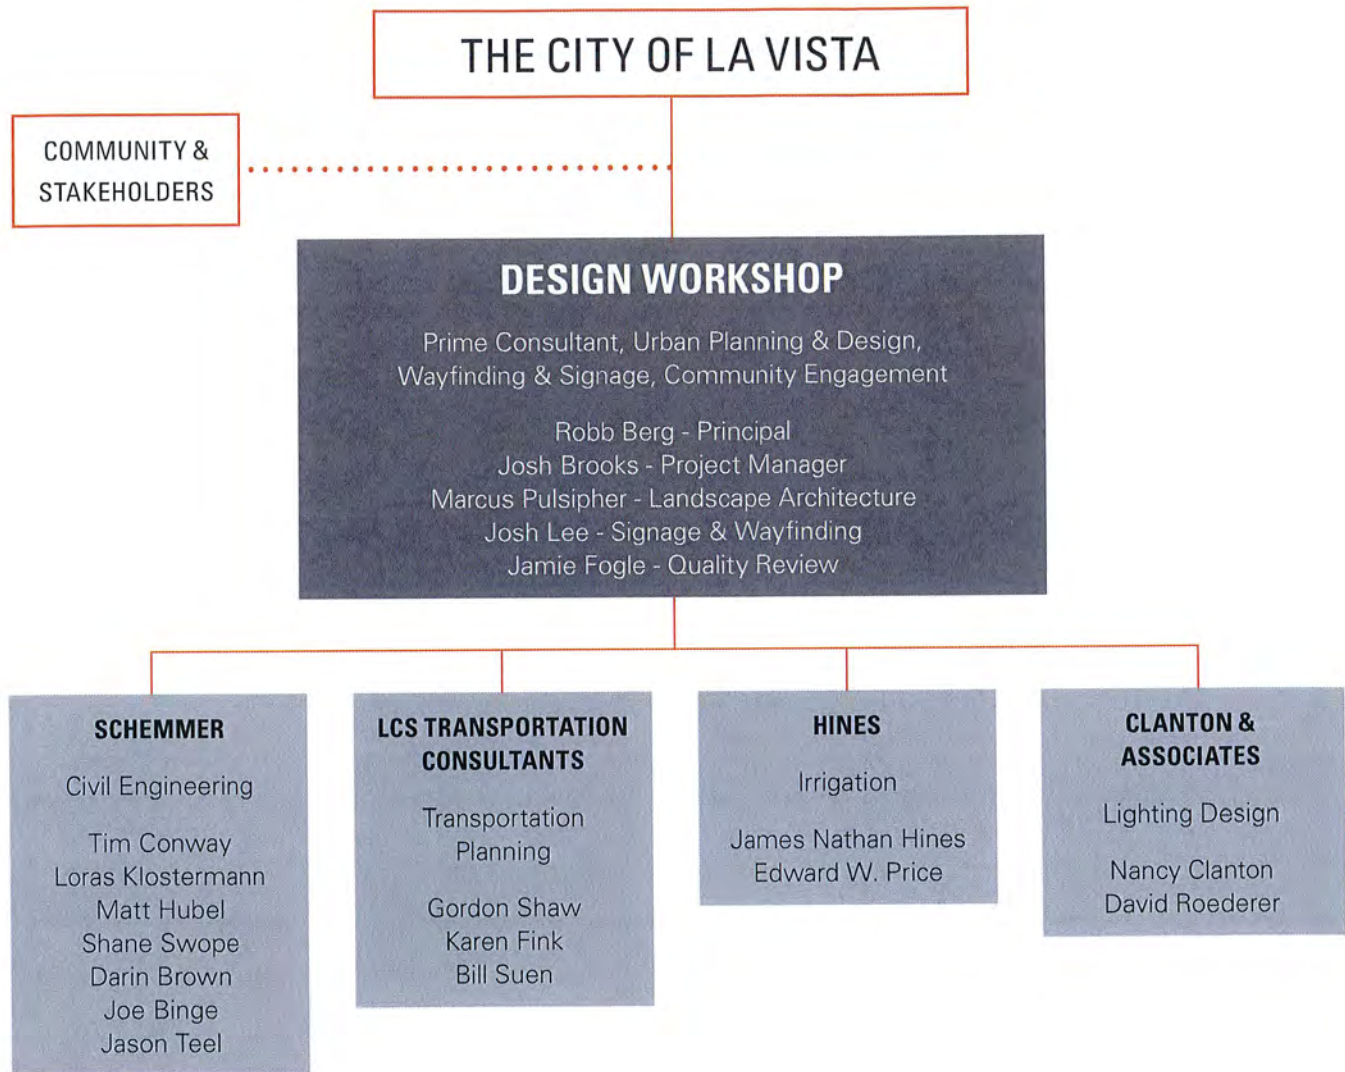 THE CITY OF LA VISTA
COMMUNITY &
STAKEHOLDERS
DESIGN WORKSHOP
Prime Consultant, Urban Planning & Design,
Wayfinding & Signage, Community Engagement
Robb Berg - Principal
Josh Brooks - Project Manager
Marcus Pulsipher - Landscape Architecture
Josh Lee - Signage & Wayfinding
Jamie Fogle - Quality Review
SCHEMMER
Civil Engineering
Tim Conway
Loras Klostermann
Matt Hubel
Shane Swope
Darin Brown
Joe Binge
Jason Teel
LCS TRANSPORTATION
CONSULTANTS
Transportation
Planning
Gordon Shaw
Karen Fink
Bill Suen
HINES
Irrigation
James Nathan Hines
Edward W. Price
CLANTON &
ASSOCIATES
Lighting Design
Nancy Clanton
David Roederer